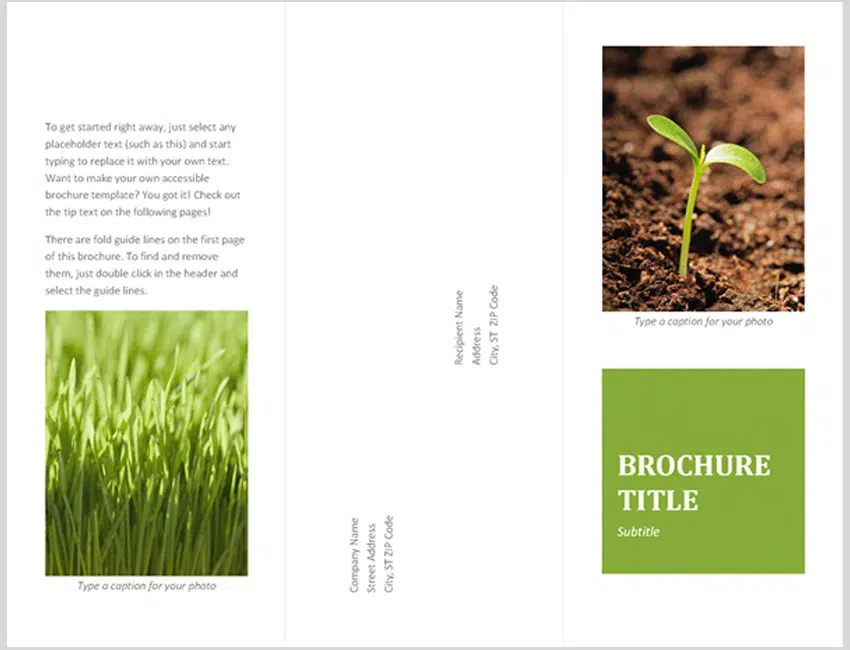 To get started right away, just select any
placeholder text (such as this) and start
typing to replace it with your own text.
Want to make your own accessible
brochure template? You got it! Check out
the tip text on the following pages!
There are fold guide lines on the first page
of this brochure. To find and remove
them, just double click in the header and
select the guide lines.
Type a caption for your photo
Company Name
Street Address
City, ST ZIP Code
Recipient Name
Address
City, ST ZIP Code
Type a caption for your photo
BROCHURE
TITLE
Subtitle